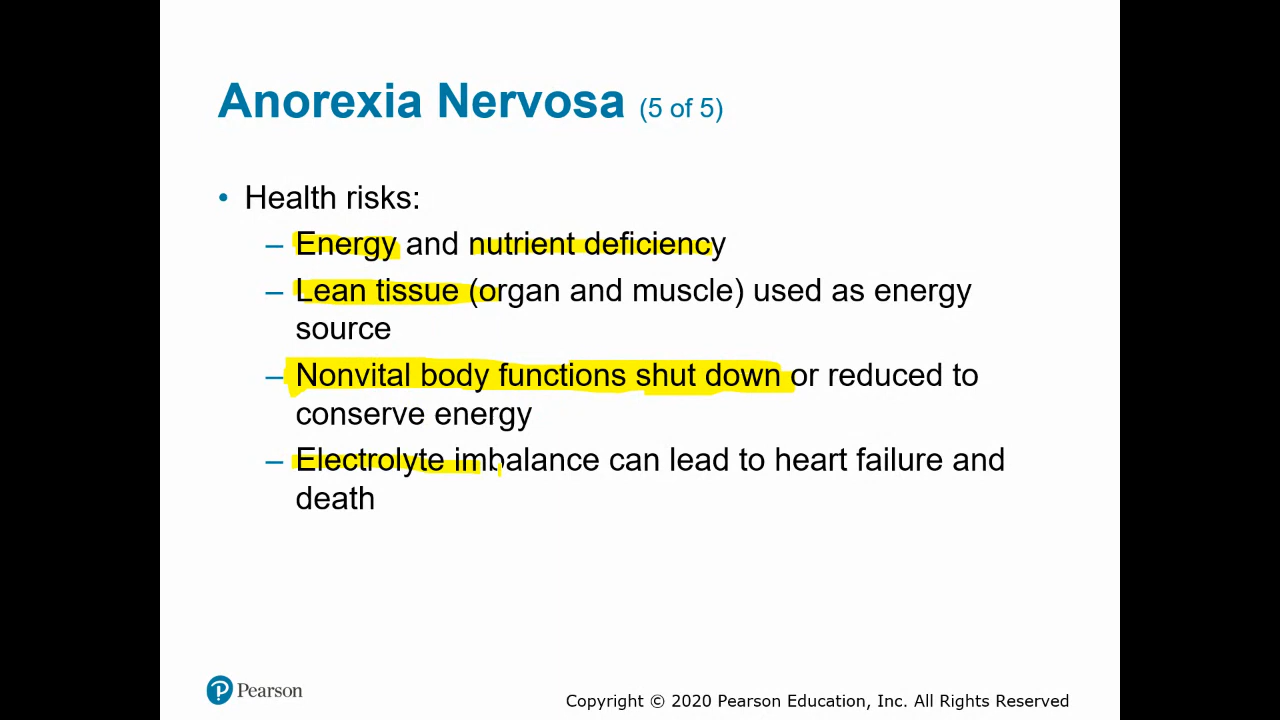 Anorexia Nervosa (5 of 5)
• Health risks:
– Energy and nutrient deficiency
– Lean tissue (organ and muscle) used as energy
source
– Nonvital body functions shut down or reduced to
conserve energy
– Electrolyte imbalance can lead to heart failure and
death
Pearson
Copyright © 2020 Pearson Education, Inc. All Rights Reserved